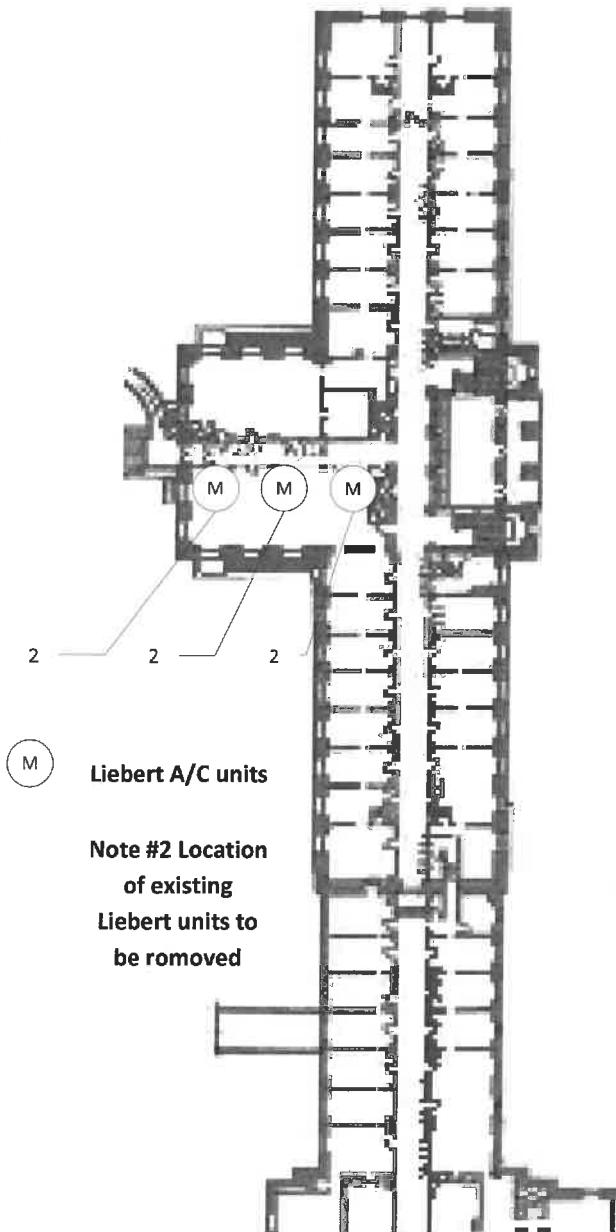 M M M
2 2 2
M Liebert A/C units
Note #2 Location
of existing
Liebert units to
be romoved